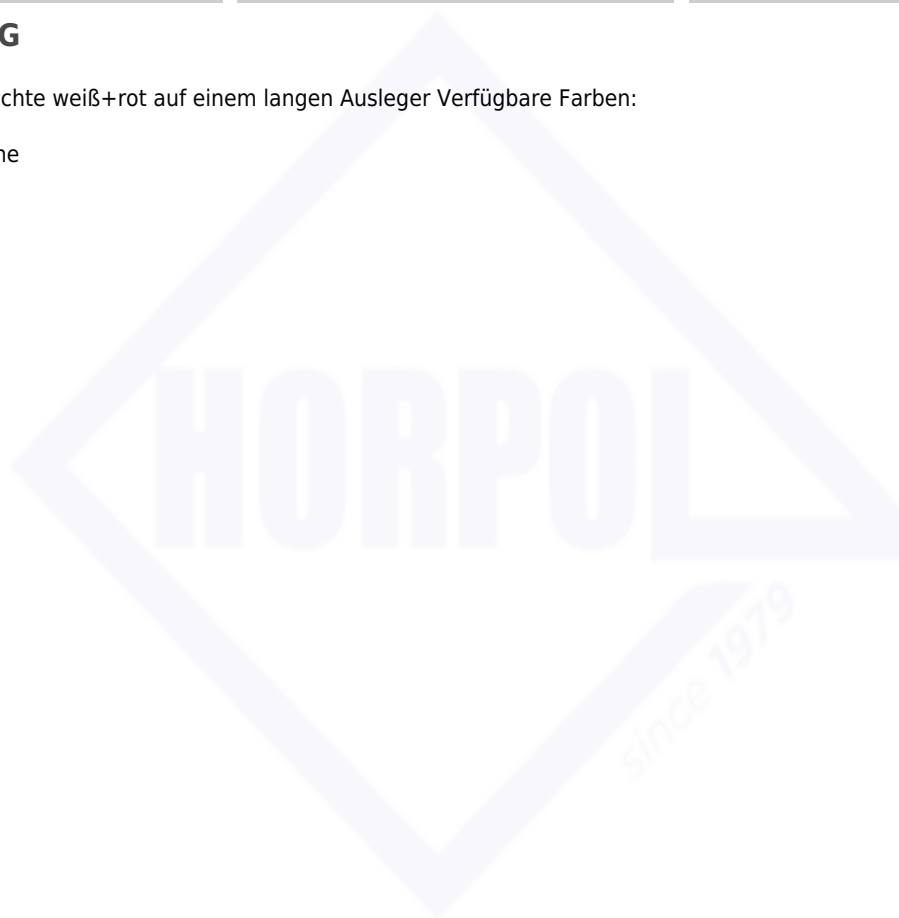 G
chte weiß+rot auf einem langen Ausleger Verfügbare Farben:
ne
HORPOL
since 1979